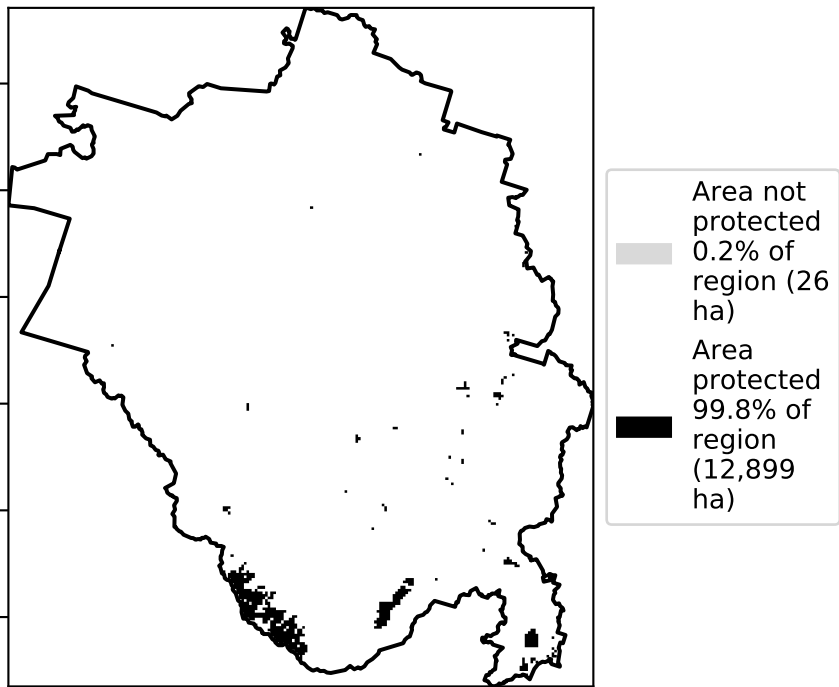 Area not
protected
0.2% of
region (26
ha)
Area
protected
99.8% of
region
(12,899
ha)